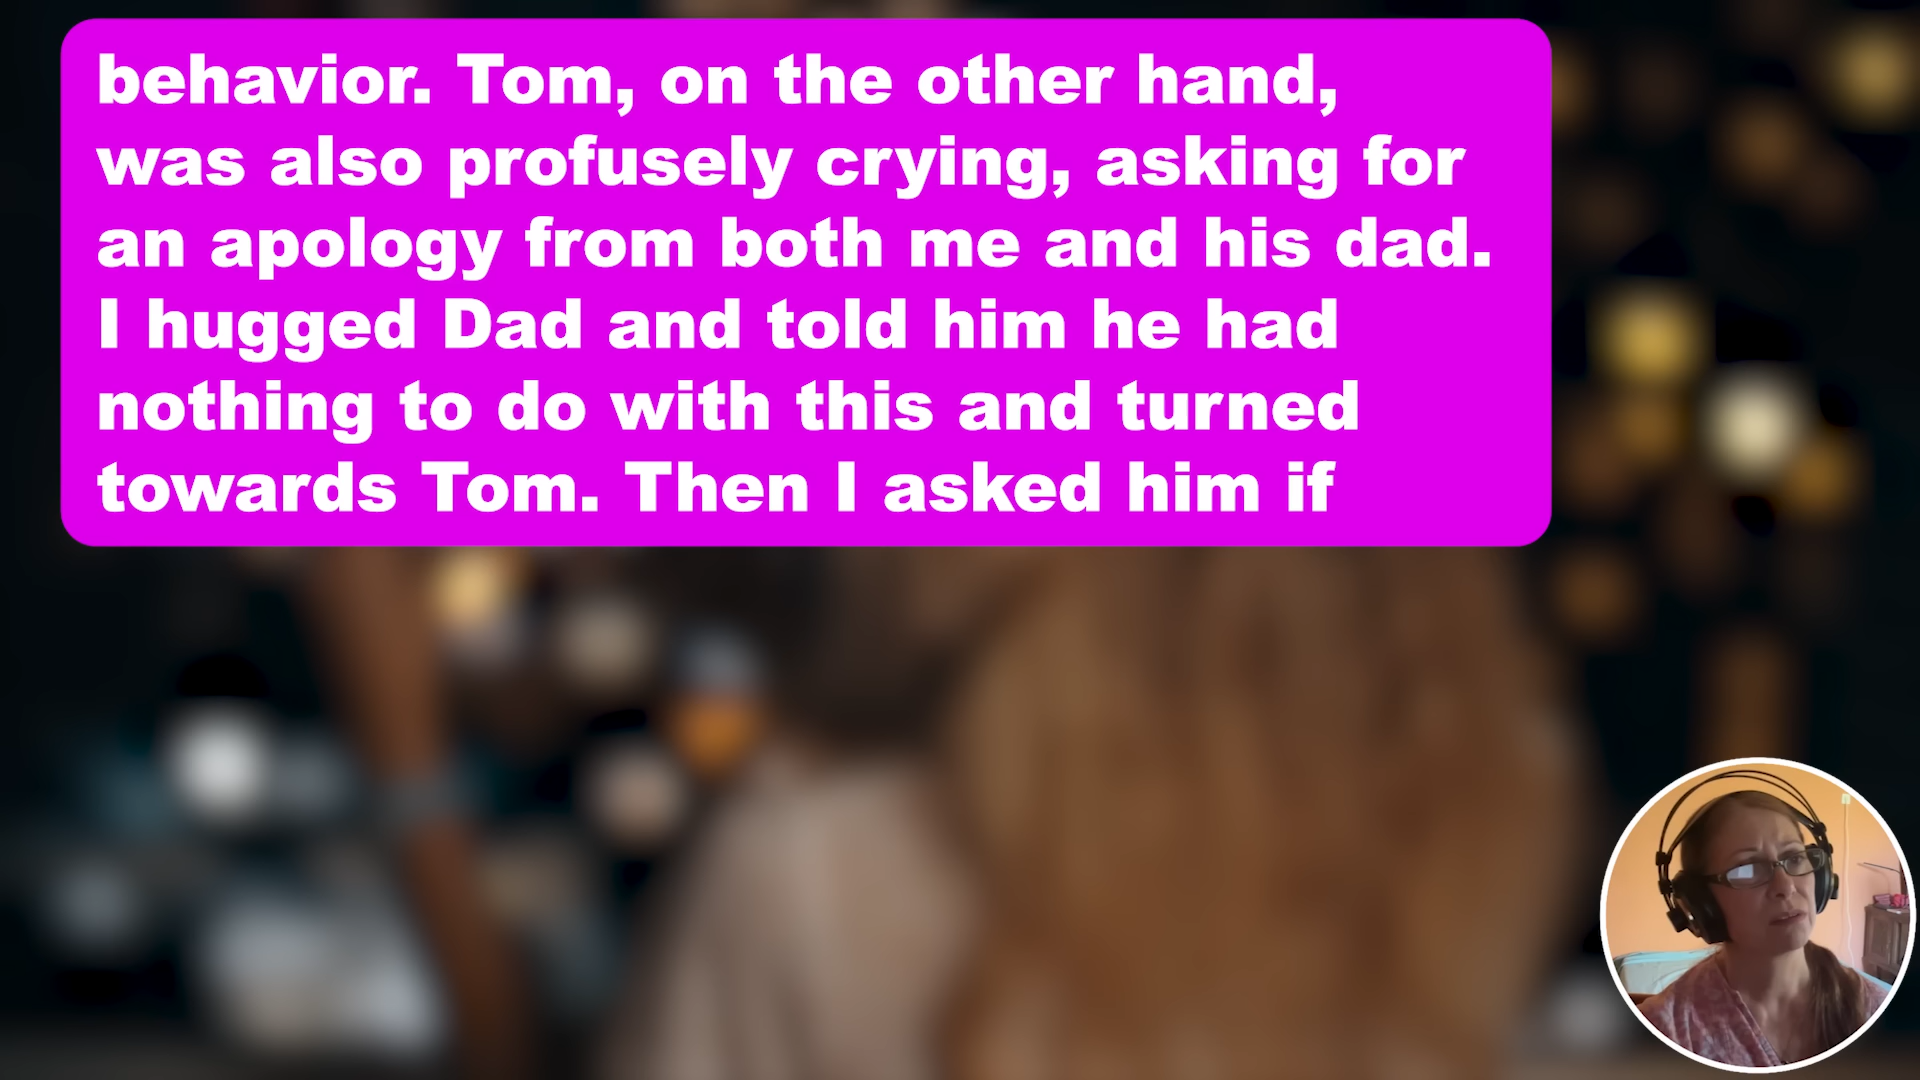 behavior. Tom, on the other hand,
was also profusely crying, asking for
an apology from both me and his dad.
I hugged Dad and told him he had
nothing to do with this and turned
towards Tom. Then I asked him if